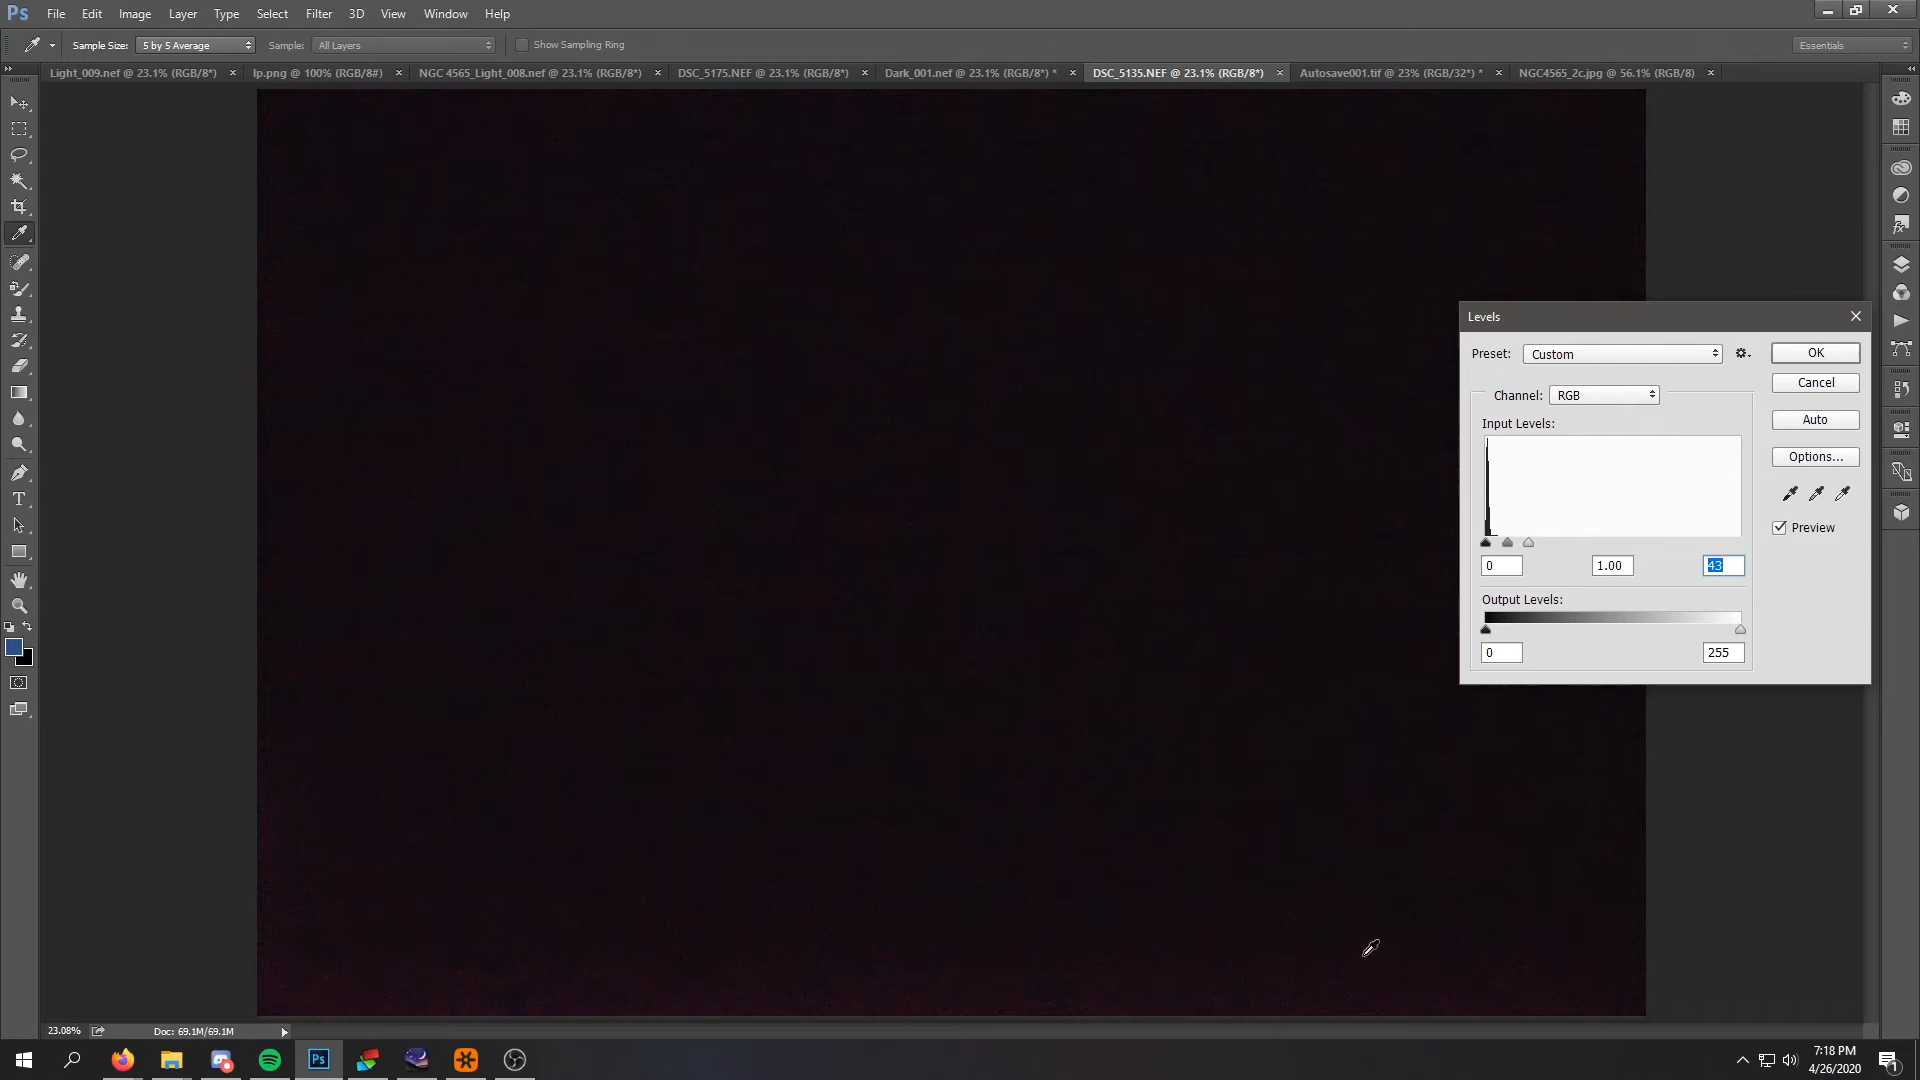 Ps File Edit Image Layer Type Select Filter 3D View Window Help
Sample Size: 5 by 5 Average Sample: All Layers Show Sampling Ring Essentials
Light_009.nef @ 23.1% (RGB/8*) Ip.png @ 100% (RGB/8#) NGC 4565_Light_008.nef @ 23.1% (RGB/8*) DSC_5175.NEF @ 23.1% (RGB/8*) Dark_001.nef @ 23.1% (RGB/8*) * DSC_5135.NEF @ 23.1% (RGB/8*) Autosave001.tif @ 23% (RGB/32*) * NGC4565_2c.jpg @ 56.1% (RGB/8)
Levels
Preset: Custom OK
Cancel
Channel: RGB
Auto
Input Levels:
Options...
Preview
0 1.00 43
Output Levels:
0 255
23.08% Doc: 69.1M/69.1M
Ps
7:18 PM
4/26/2020
1